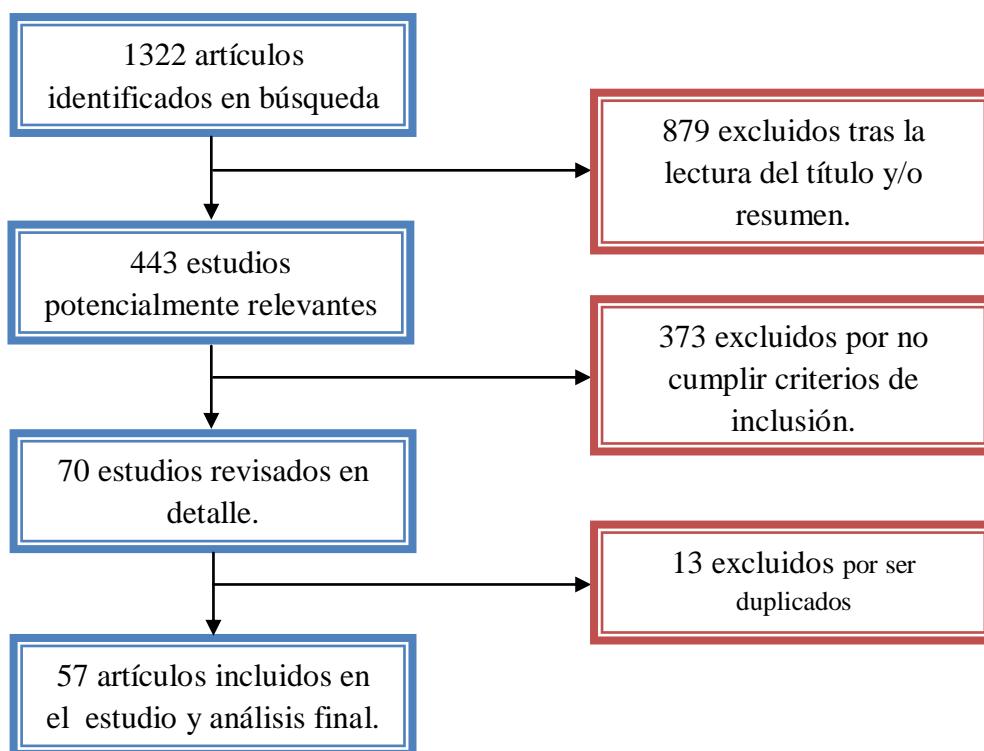 1322 artículos
identificados en búsqueda
879 excluidos tras la
lectura del título y/o
resumen.
443 estudios
potencialmente relevantes
373 excluidos por no
cumplir criterios de
inclusión.
70 estudios revisados en
detalle.
13 excluidos por ser
duplicados
57 artículos incluidos en
el estudio y análisis final.